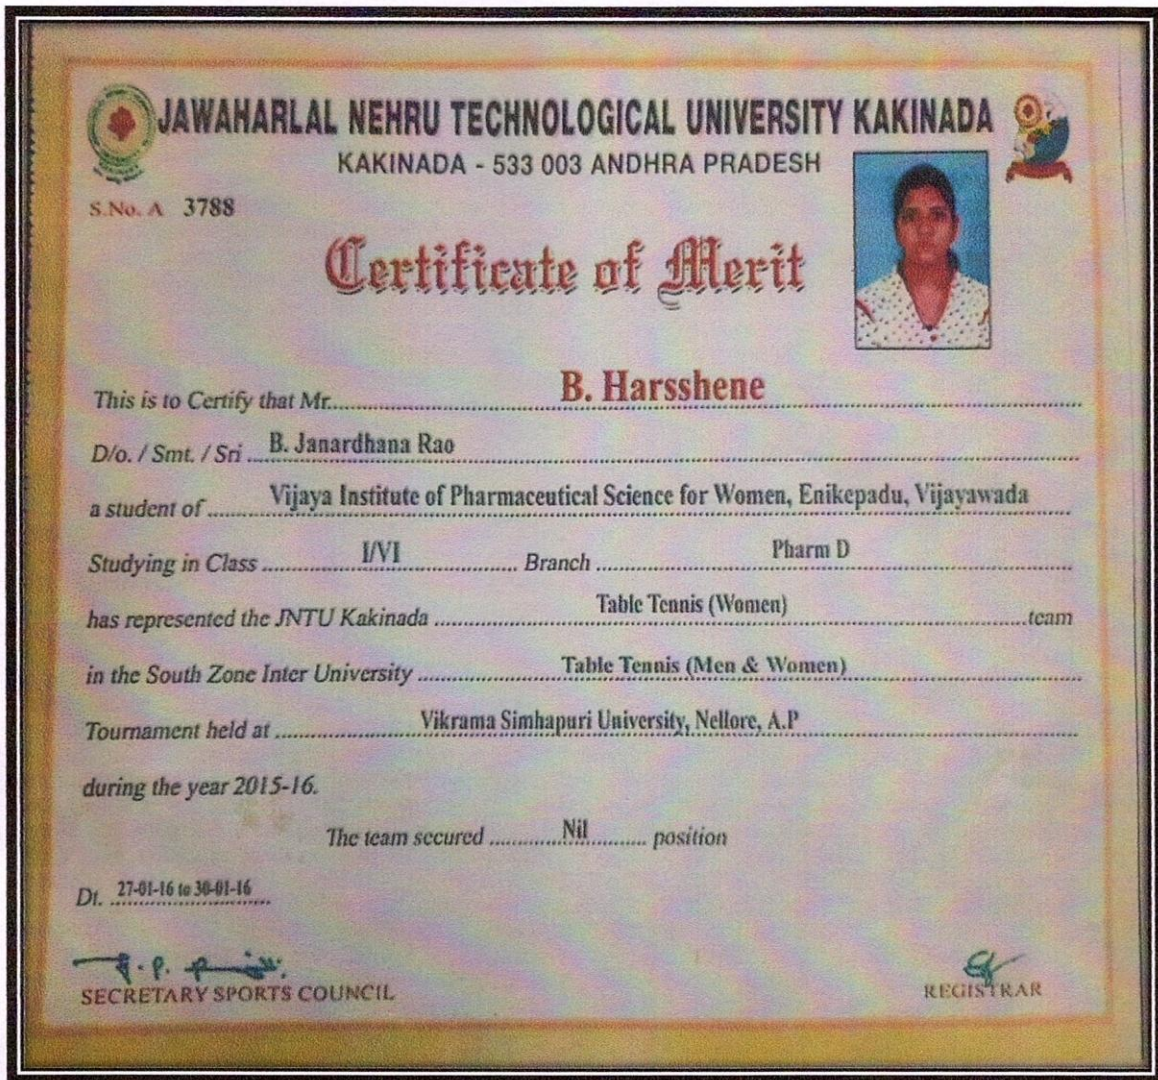 JAWAHARLAL NEHRU TECHNOLOGICAL UNIVERSITY KAKINADA
KAKINADA - 533 003 ANDHRA PRADESH
S.No. A 3788
Certificate of Merit
This is to Certify that Mr. B. Harsshene
D/o. / Smt. / Sri B. Janardhana Rao
a student of Vijaya Institute of Pharmaceutical Science for Women, Enikepadu, Vijayawada
Studying in Class I/VI Branch Pharm D
has represented the JNTU Kakinada Table Tennis (Women) team
in the South Zone Inter University Table Tennis (Men & Women)
Tournament held at Vikrama Simhapuri University, Nellore, A.P
during the year 2015-16.
The team secured Nil position
Dt. 27-01-16 to 30-01-16
SECRETARY SPORTS COUNCIL REGISTRAR